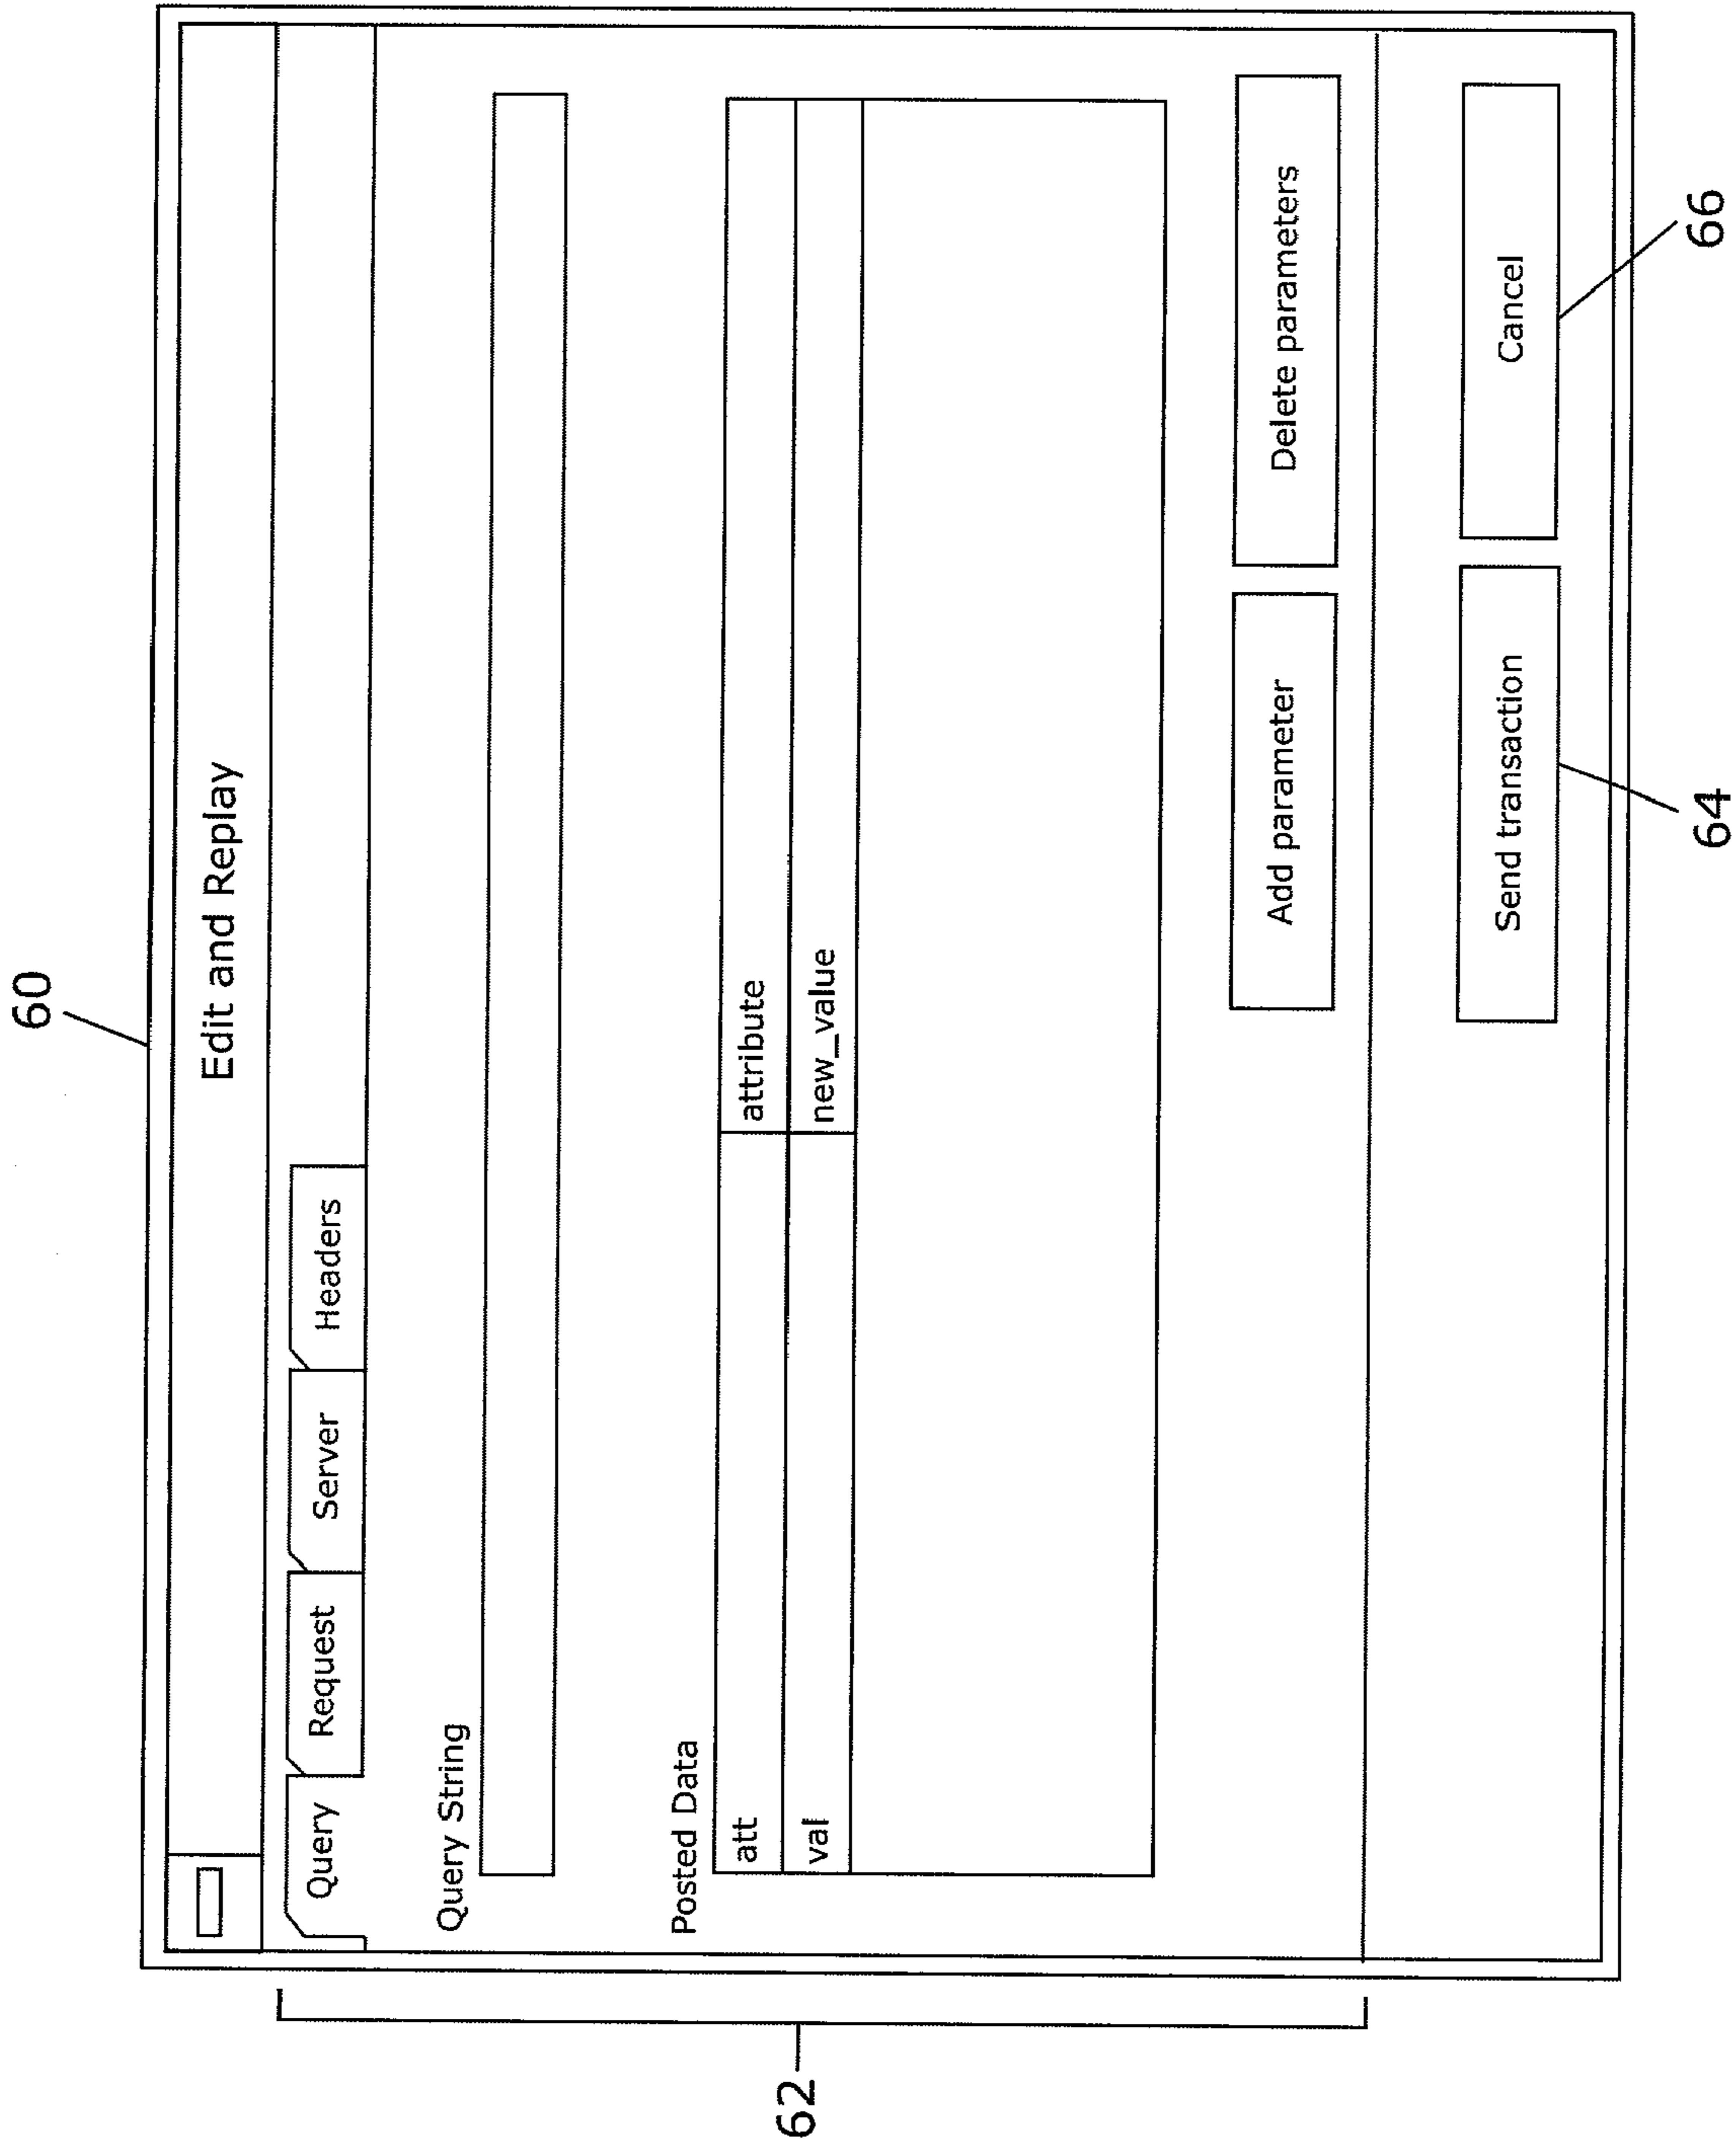 60
Edit and Replay
Query Request Server Headers
Query String
Posted Data
att attribute
val new_value
Add parameter Delete parameters
Send transaction Cancel
62
64
66